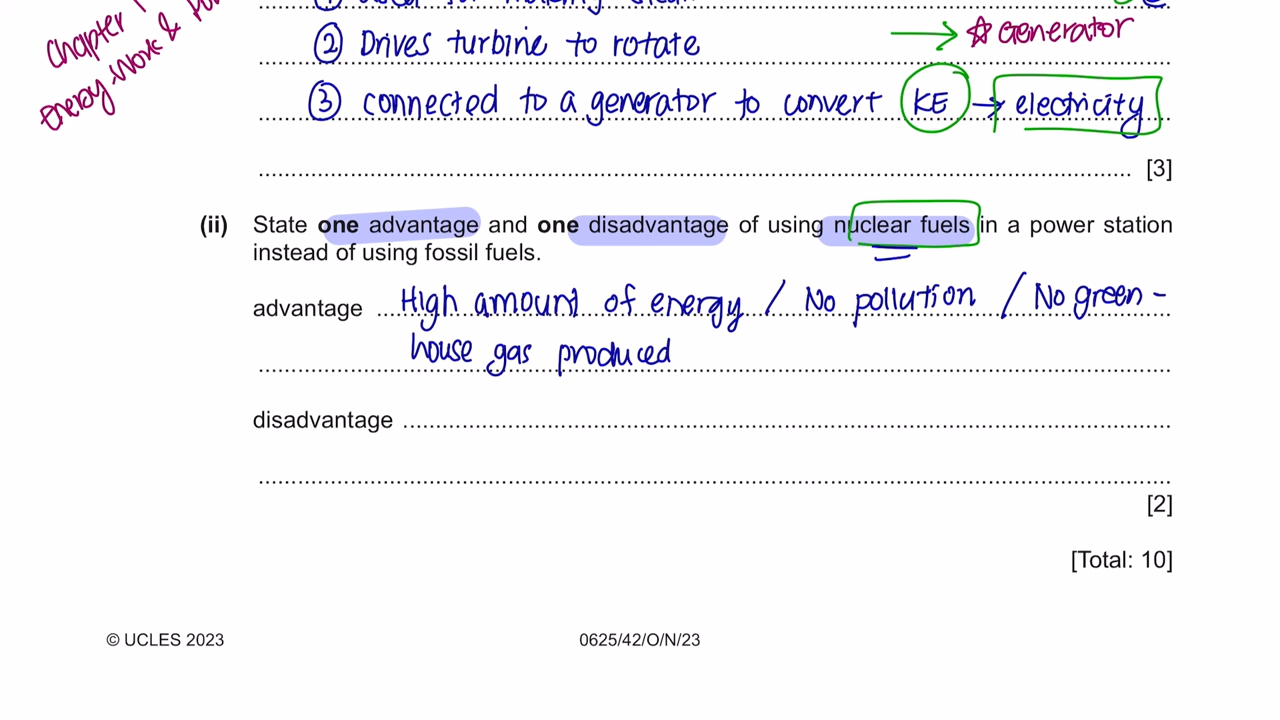 Chapter
Energy, Work &
② Drives turbine to rotate
→ ☆ Generator
③ connected to a generator to convert KE → electricity
[3]
(ii) State one advantage and one disadvantage of using nuclear fuels in a power station
instead of using fossil fuels.
advantage High amount of energy / No pollution / No green-
house gas produced
disadvantage
[2]
[Total: 10]
© UCLES 2023
0625/42/O/N/23